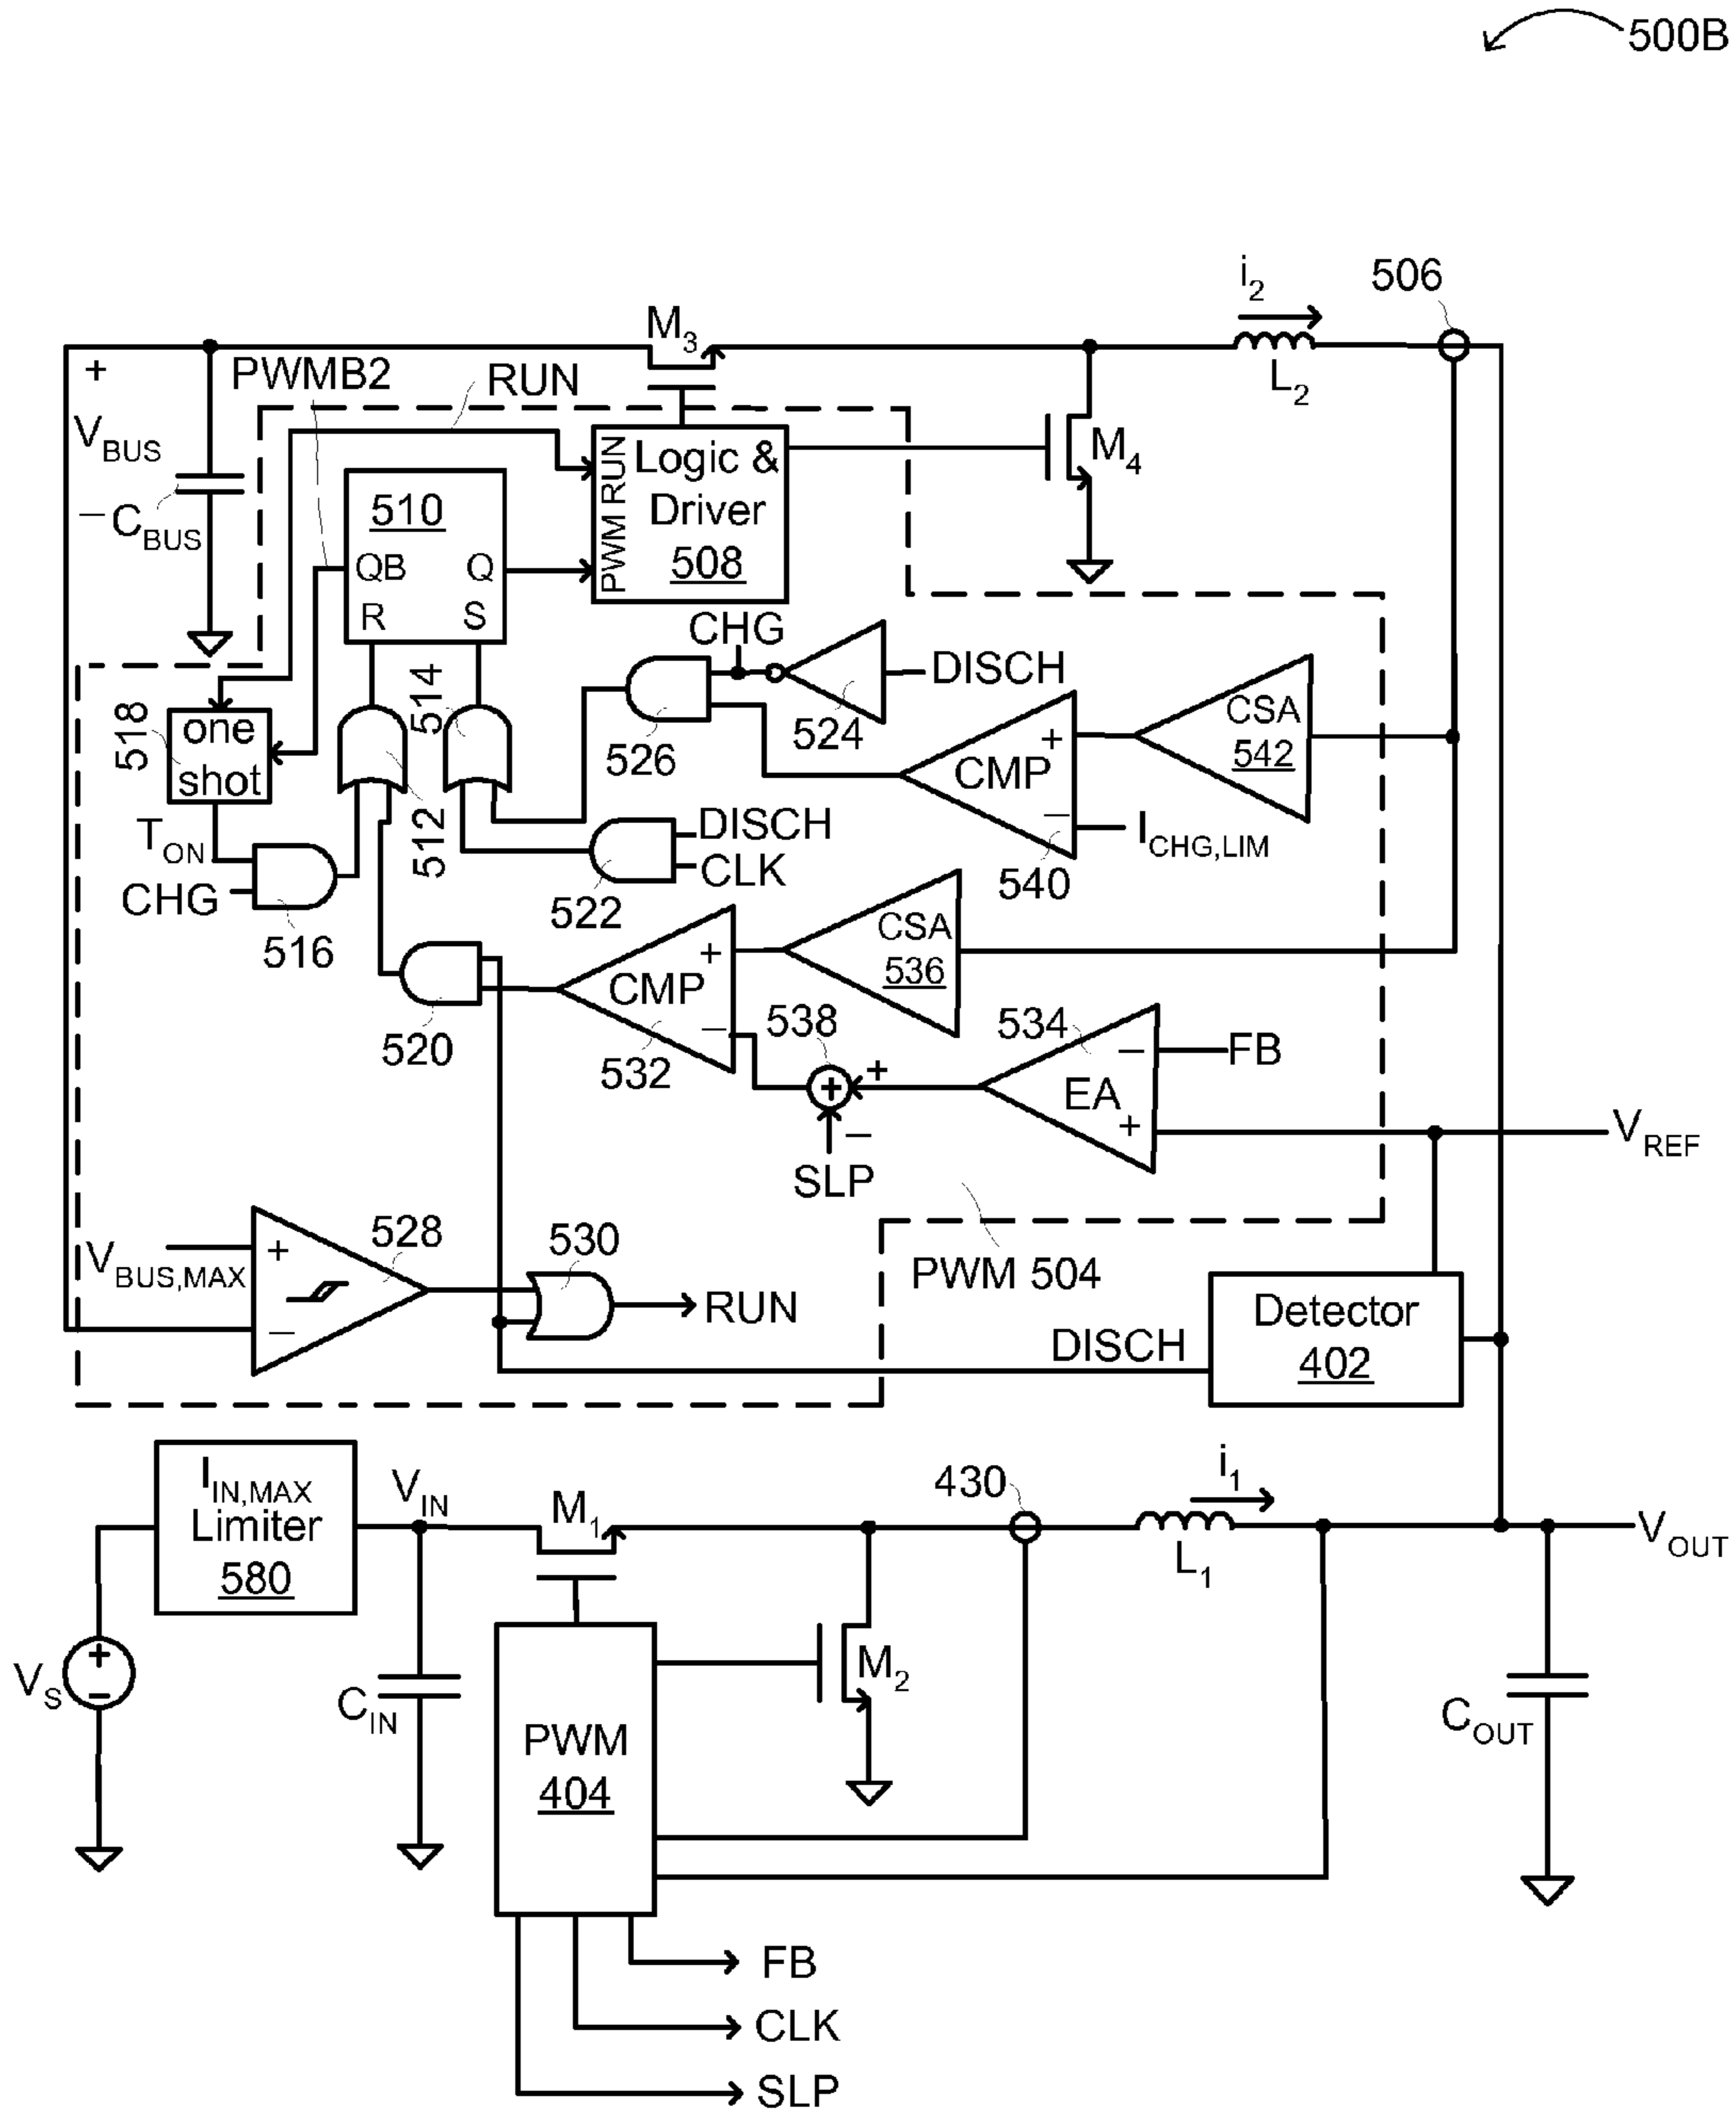 500B
i2
506
M3
L2
+
VBUS
−
CBUS
PWMB2
RUN
M4
510
QB
Q
R
S
PWM RUN
Logic &
Driver
508
CHG
DISCH
526
524
CSA
542
+
CMP
−
ICHG,LIM
540
518
one
shot
514
512
TON
CHG
516
DISCH
CLK
522
CSA
536
+
CMP
−
532
520
538
+
+
−
SLP
534
−
FB
EA
+
VREF
PWM 504
VBUS,MAX
+
−
528
530
RUN
DISCH
Detector
402
IIN,MAX
Limiter
580
VIN
M1
430
i1
L1
VOUT
VS
+
−
CIN
M2
COUT
PWM
404
FB
CLK
SLP